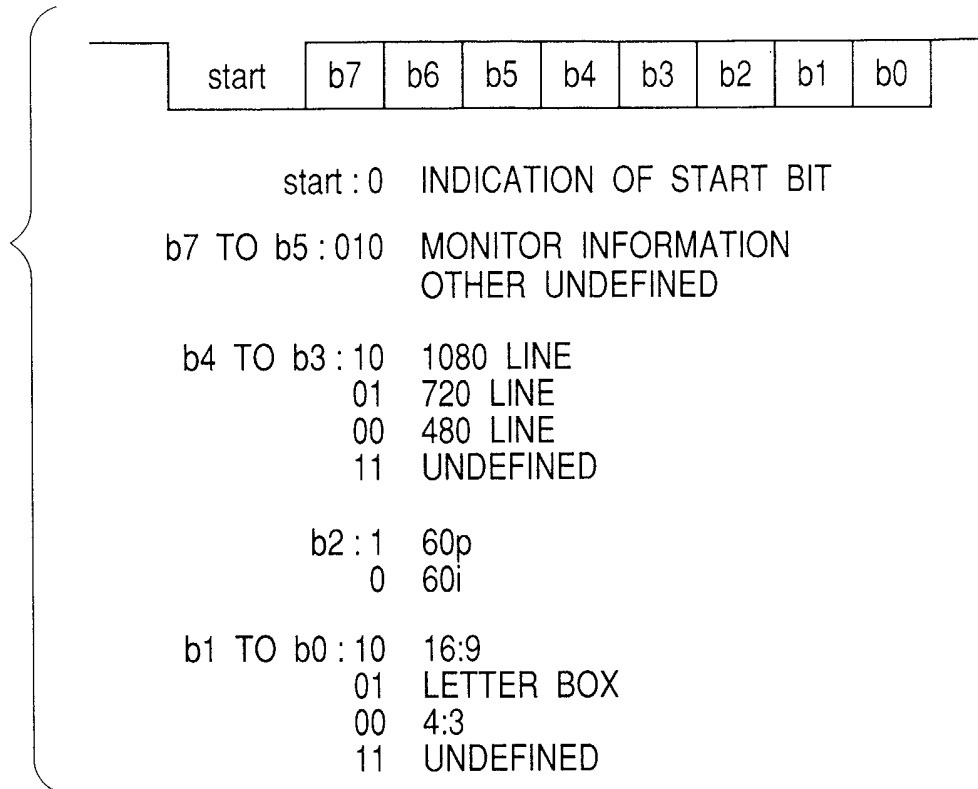 start b7 b6 b5 b4 b3 b2 b1 b0
start : 0 INDICATION OF START BIT
b7 TO b5 : 010 MONITOR INFORMATION
OTHER UNDEFINED
b4 TO b3 : 10 1080 LINE
01 720 LINE
00 480 LINE
11 UNDEFINED
b2 : 1 60p
0 60i
b1 TO b0 : 10 16:9
01 LETTER BOX
00 4:3
11 UNDEFINED